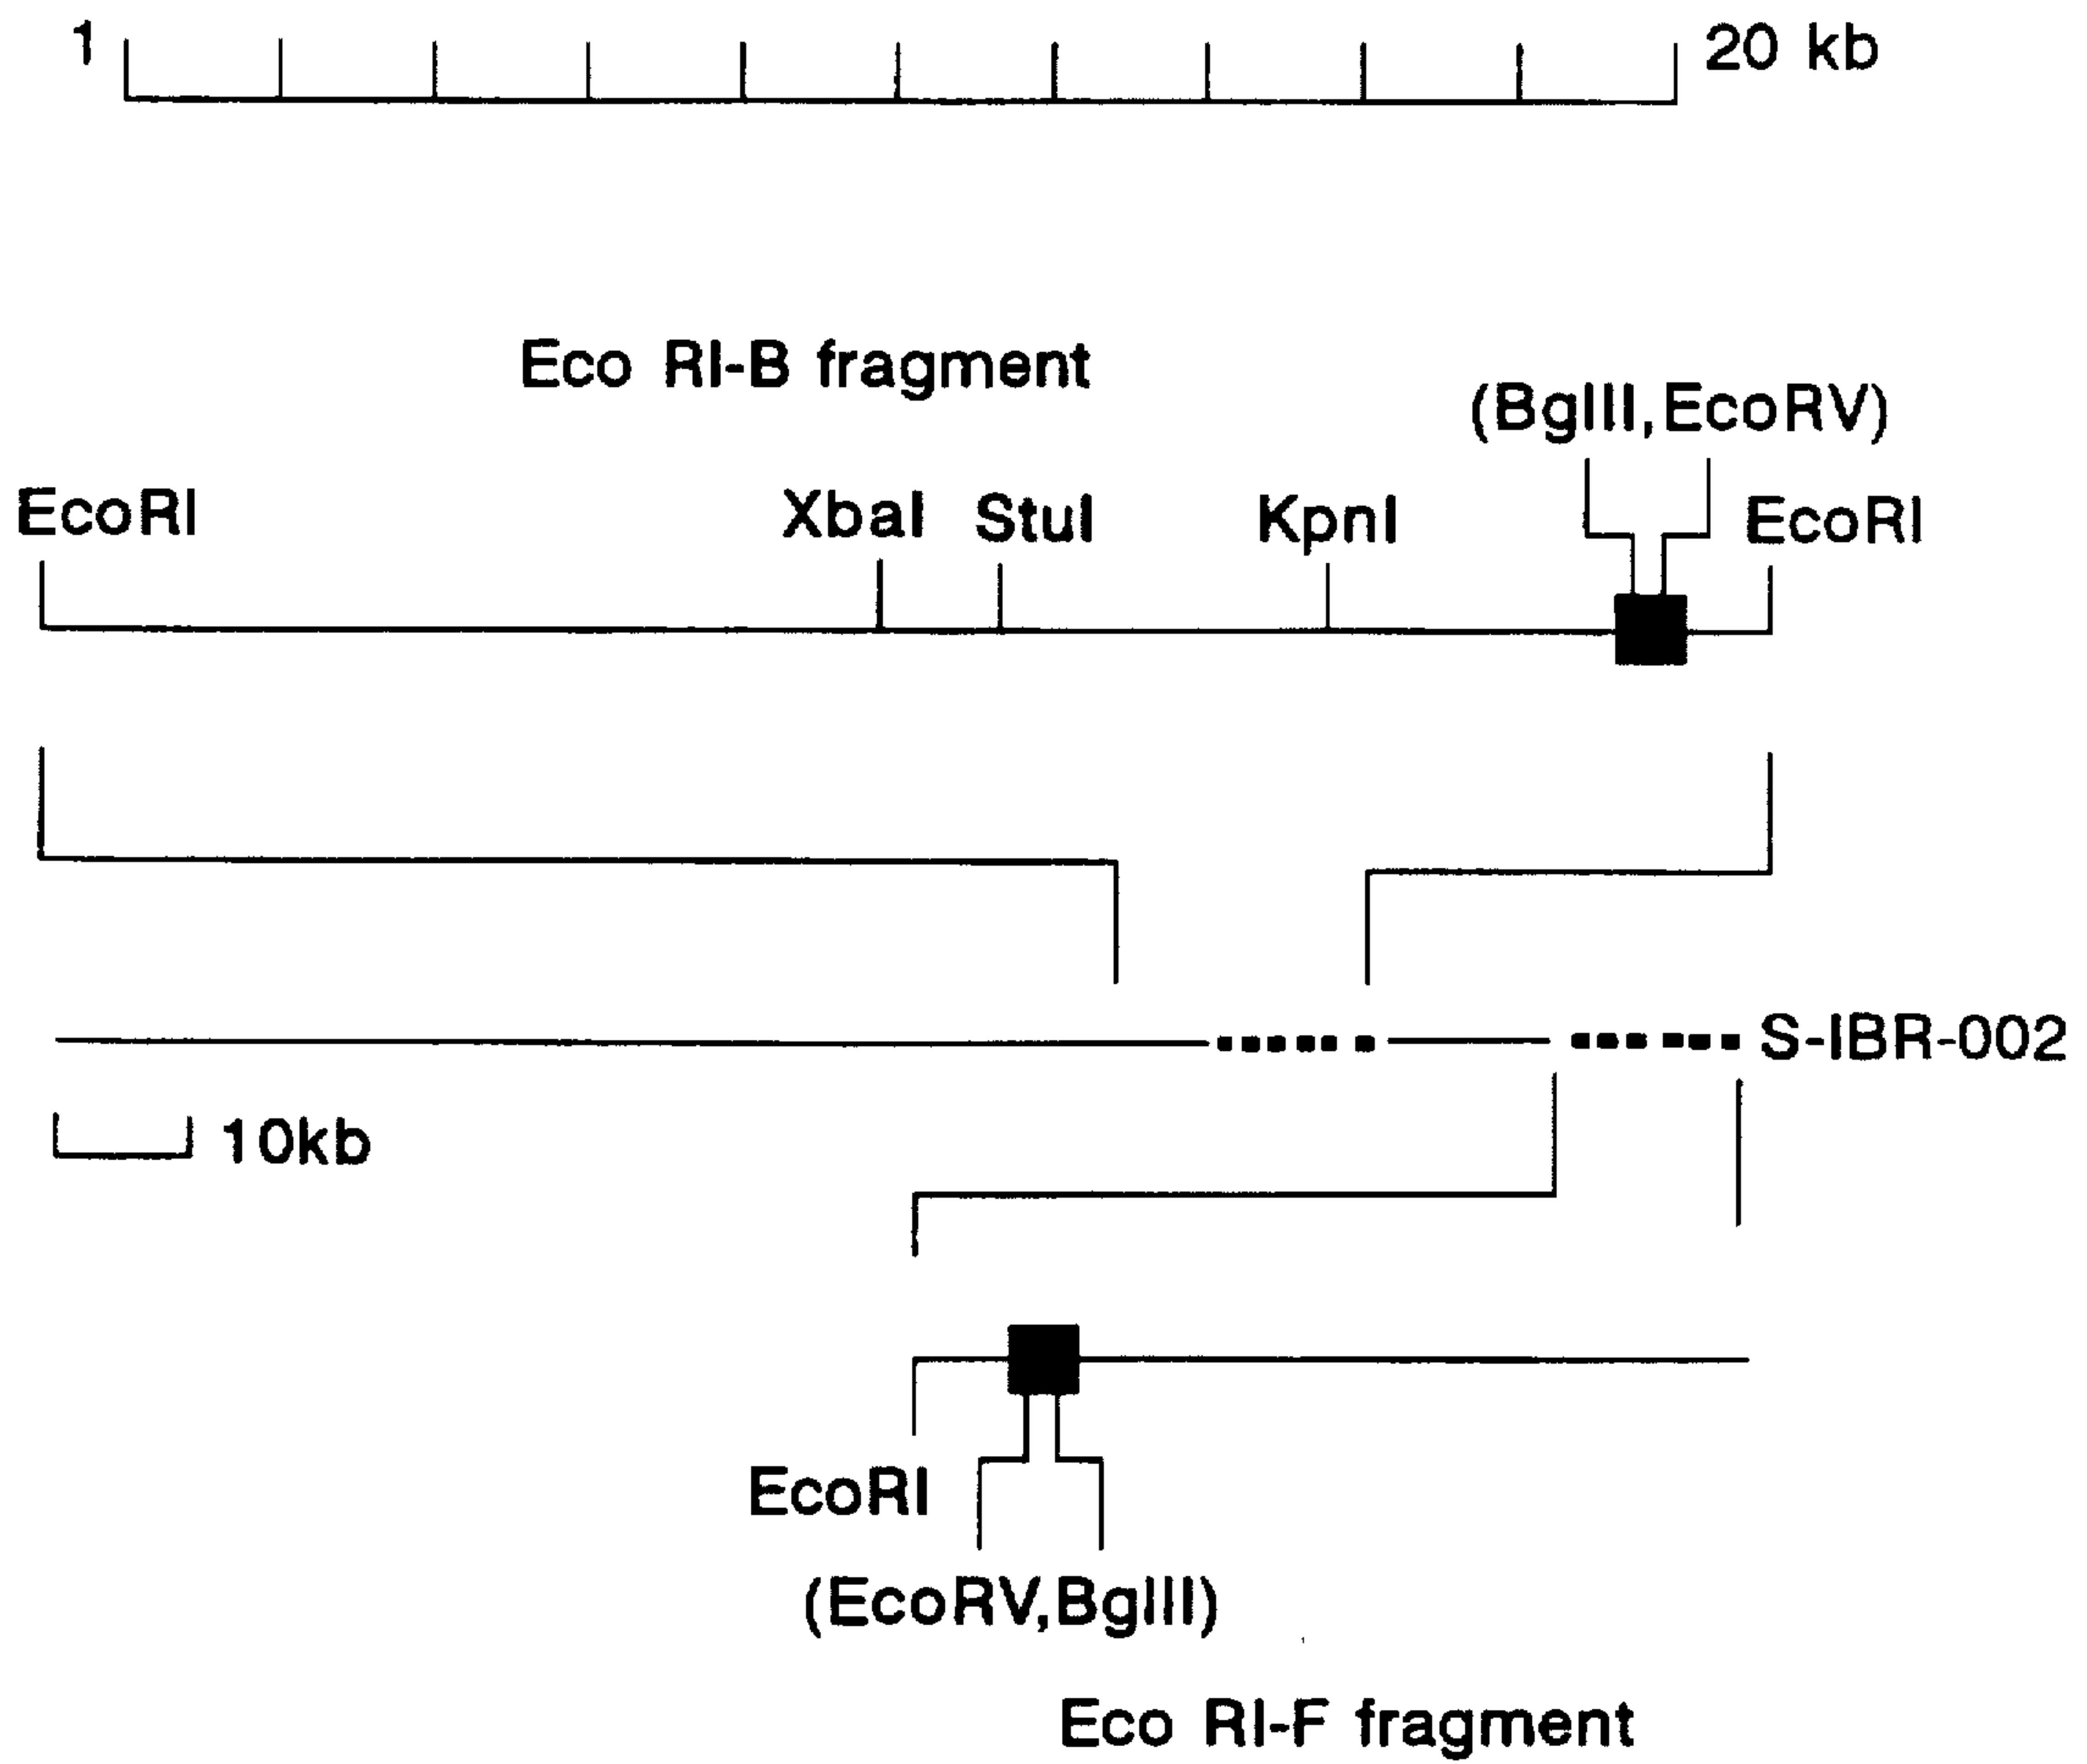 1
20 kb
Eco RI-B fragment
(BglII,EcoRV)
EcoRI
XbaI
StuI
KpnI
EcoRI
S-IBR-002
10kb
EcoRI
(EcoRV,BglII)
Eco RI-F fragment